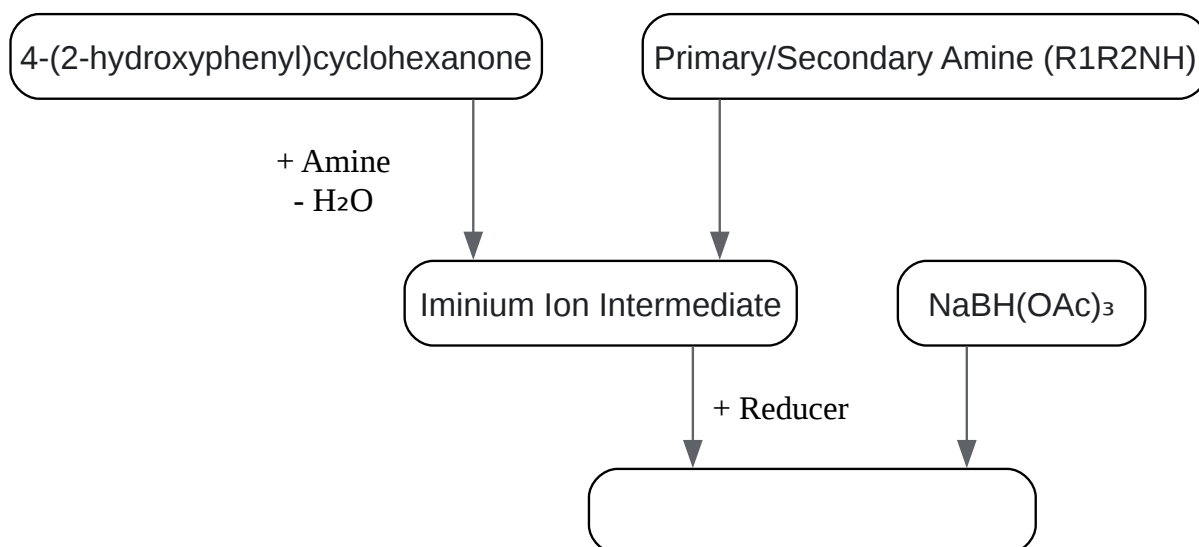 4-(2-hydroxyphenyl)cyclohexanone
Primary/Secondary Amine (R1R2NH)
+ Amine
- H₂O
Iminium Ion Intermediate
NaBH(OAc)₃
+ Reducer